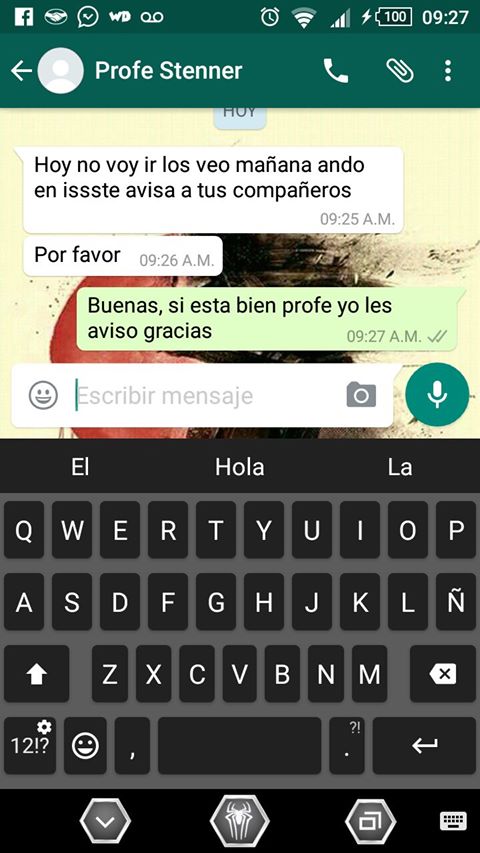 WD 100 09:27
Profe Stenner
HOY
Hoy no voy ir los veo mañana ando
en issste avisa a tus compañeros
09:25 A.M.
Por favor 09:26 A.M.
Buenas, si esta bien profe yo les
aviso gracias 09:27 A.M.
Escribir mensaje
El Hola La
Q W E R T Y U I O P
A S D F G H J K L Ñ
Z X C V B N M
12!? , . ?!